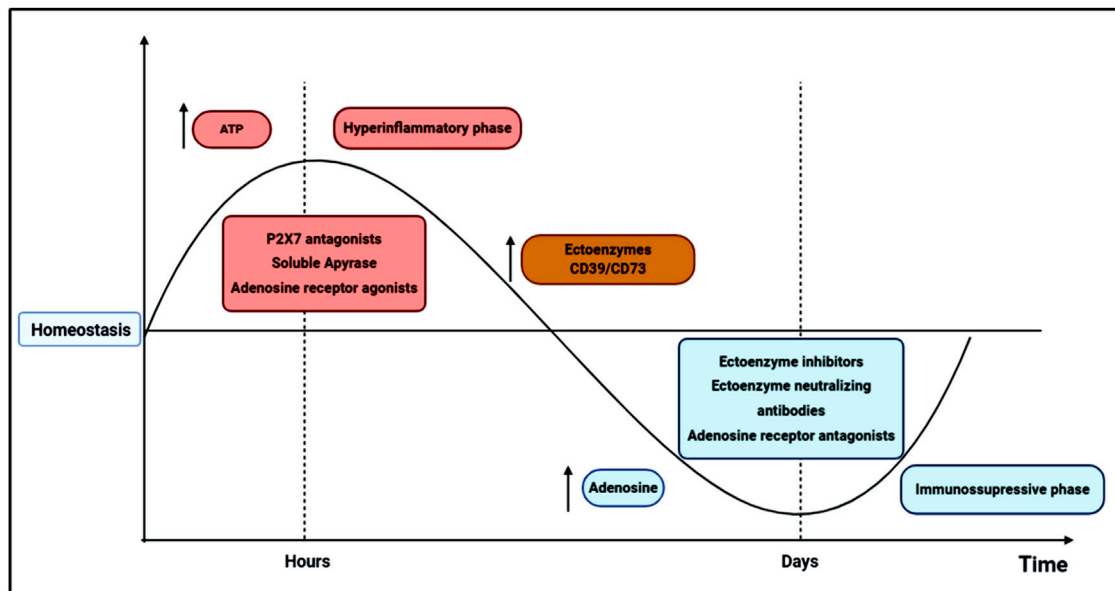 ATP
Hyperinflammatory phase
P2X7 antagonists
Soluble Apyrase
Adenosine receptor agonists
Ectoenzymes
CD39/CD73
Homeostasis
Ectoenzyme inhibitors
Ectoenzyme neutralizing
antibodies
Adenosine receptor antagonists
Adenosine
Immunossupressive phase
Hours
Days
Time